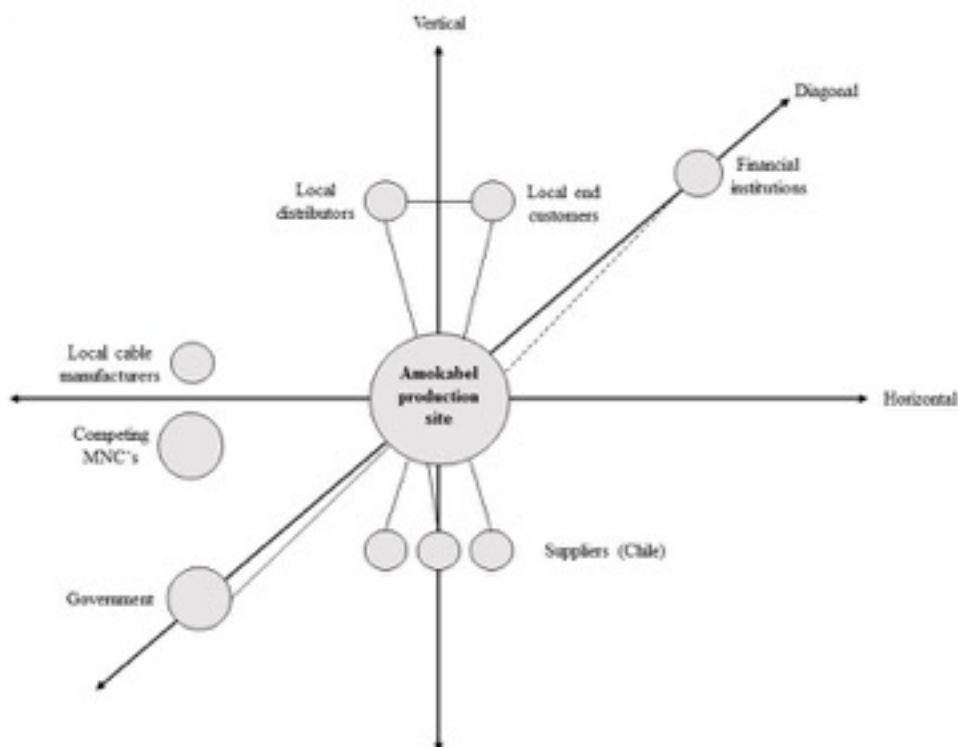 Vertical
Diagonal
Financial
institutions
Local
distributors
Local end
customers
Local cable
manufacturers
Amokabel
production
site
Horizontal
Competing
MNC's
Suppliers (Chile)
Government